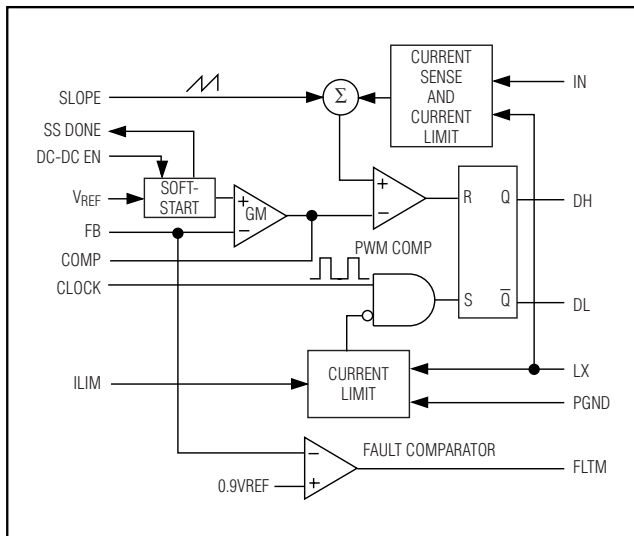 CURRENT
SENSE
AND
CURRENT
LIMIT
IN
SLOPE
Σ
SS DONE
DC-DC EN
SOFT-
START
VREF
+
GM
−
+
−
R
Q
DH
FB
COMP
PWM COMP
CLOCK
S
Q̅
DL
ILIM
CURRENT
LIMIT
LX
PGND
−
FAULT COMPARATOR
FLTM
0.9VREF
+